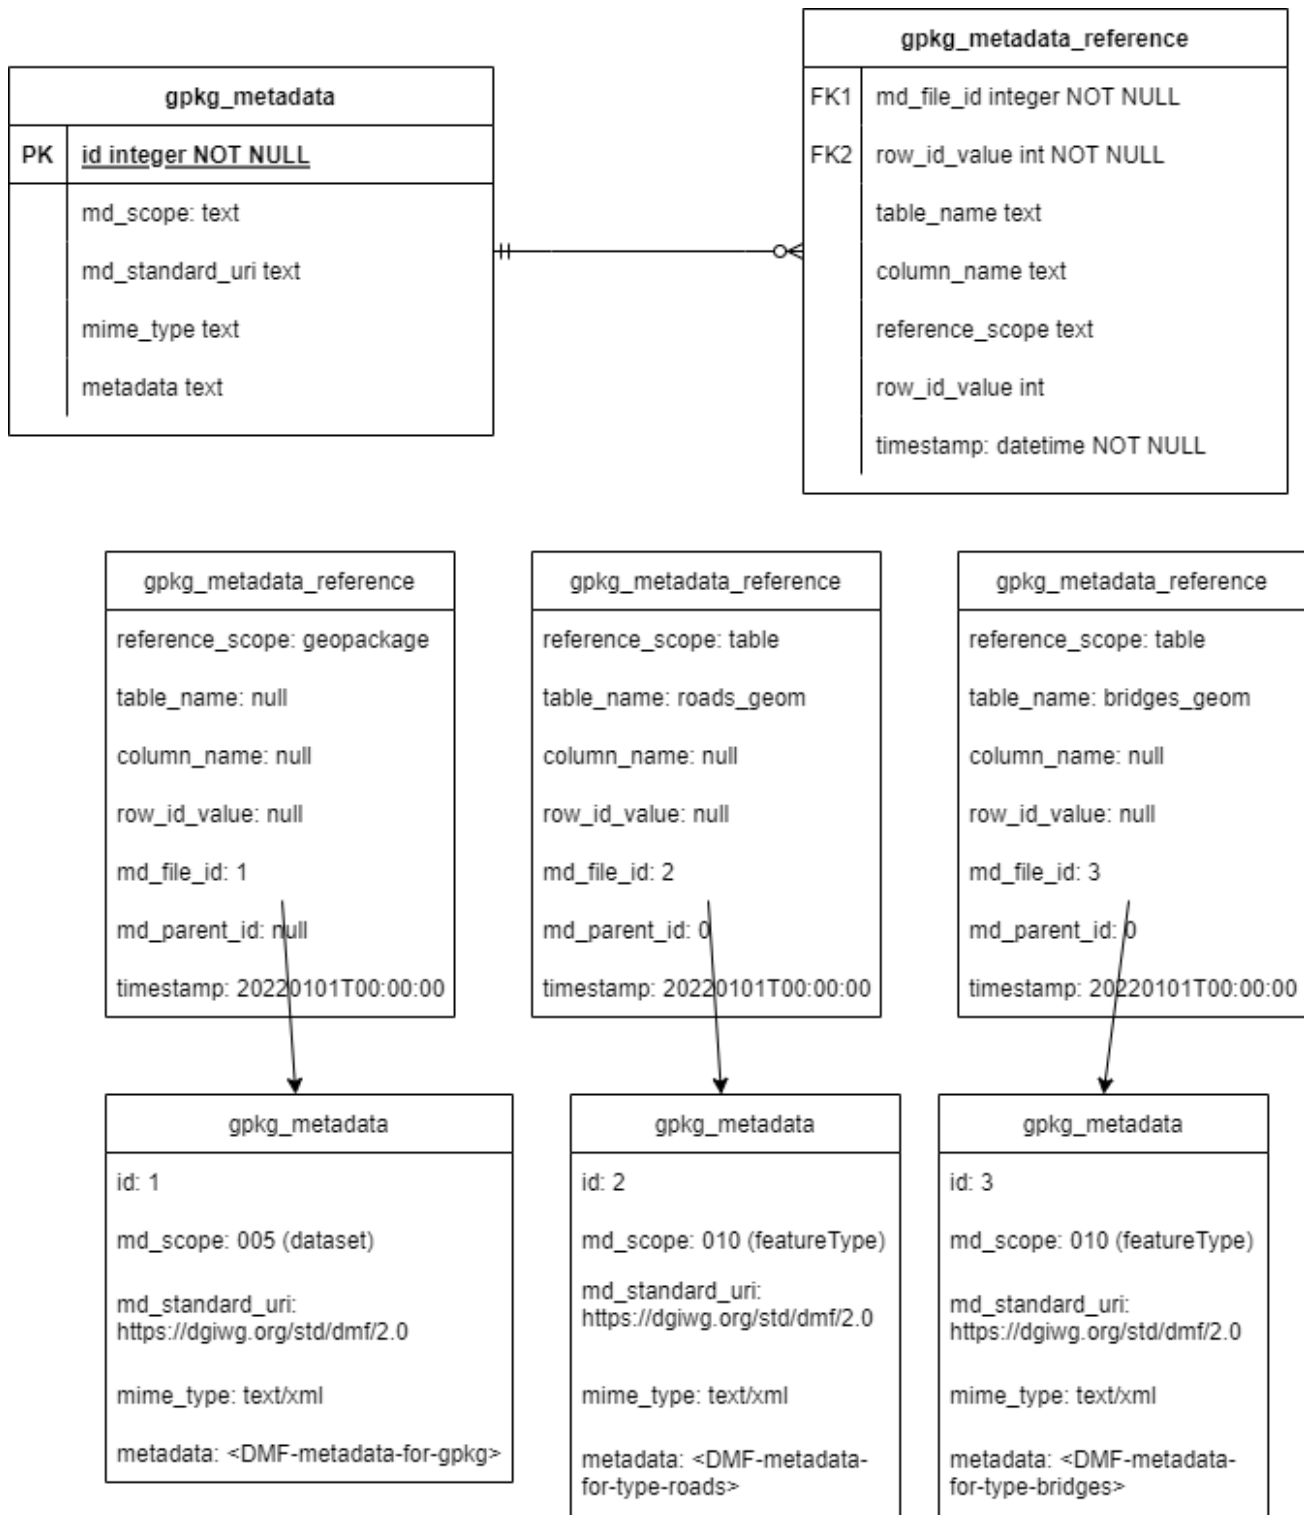 gpkg_metadata
PK id integer NOT NULL
md_scope: text
md_standard_uri text
mime_type text
metadata text
gpkg_metadata_reference
FK1 md_file_id integer NOT NULL
FK2 row_id_value int NOT NULL
table_name text
column_name text
reference_scope text
row_id_value int
timestamp: datetime NOT NULL
gpkg_metadata_reference
reference_scope: geopackage
table_name: null
column_name: null
row_id_value: null
md_file_id: 1
md_parent_id: null
timestamp: 20220101T00:00:00
gpkg_metadata_reference
reference_scope: table
table_name: roads_geom
column_name: null
row_id_value: null
md_file_id: 2
md_parent_id: 0
timestamp: 20220101T00:00:00
gpkg_metadata_reference
reference_scope: table
table_name: bridges_geom
column_name: null
row_id_value: null
md_file_id: 3
md_parent_id: 0
timestamp: 20220101T00:00:00
gpkg_metadata
id: 1
md_scope: 005 (dataset)
md_standard_uri:
https://dgiwg.org/std/dmf/2.0
mime_type: text/xml
metadata: <DMF-metadata-for-gpkg>
gpkg_metadata
id: 2
md_scope: 010 (featureType)
md_standard_uri:
https://dgiwg.org/std/dmf/2.0
mime_type: text/xml
metadata: <DMF-metadata-
for-type-roads>
gpkg_metadata
id: 3
md_scope: 010 (featureType)
md_standard_uri:
https://dgiwg.org/std/dmf/2.0
mime_type: text/xml
metadata: <DMF-metadata-
for-type-bridges>